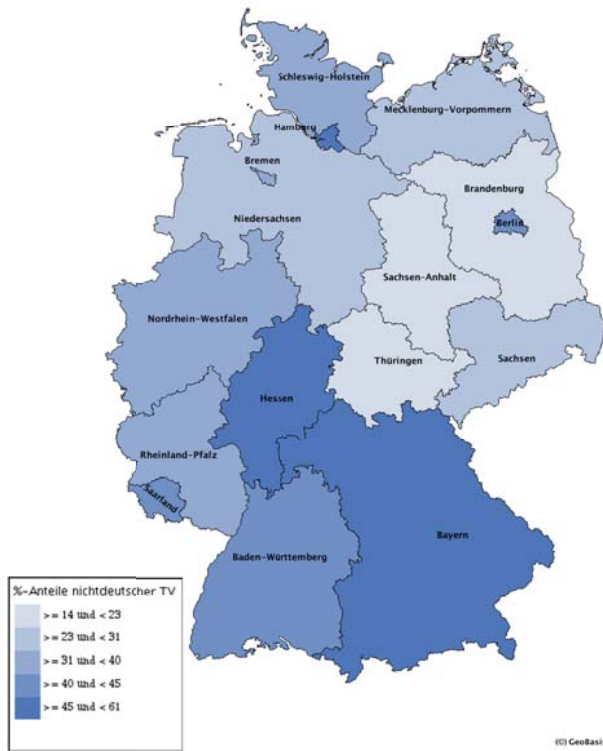 Schleswig-Holstein
Mecklenburg-Vorpommern
Hamburg
Bremen
Brandenburg
Berlin
Niedersachsen
Sachsen-Anhalt
Nordrhein-Westfalen
Thüringen
Sachsen
Hessen
Rheinland-Pfalz
Saarland
Bayern
Baden-Württemberg
%-Anteile nichtdeutscher TV
>= 14 und < 23
>= 23 und < 31
>= 31 und < 40
>= 40 und < 45
>= 45 und < 61
(C) GeoBasis